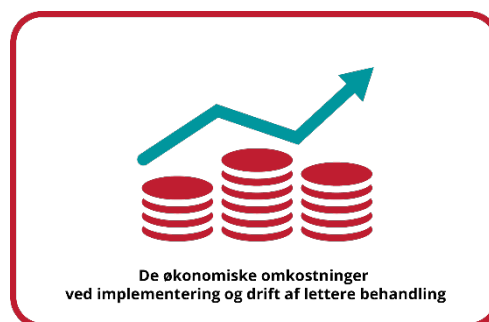 De økonomiske omkostninger
ved implementering og drift af lettere behandling